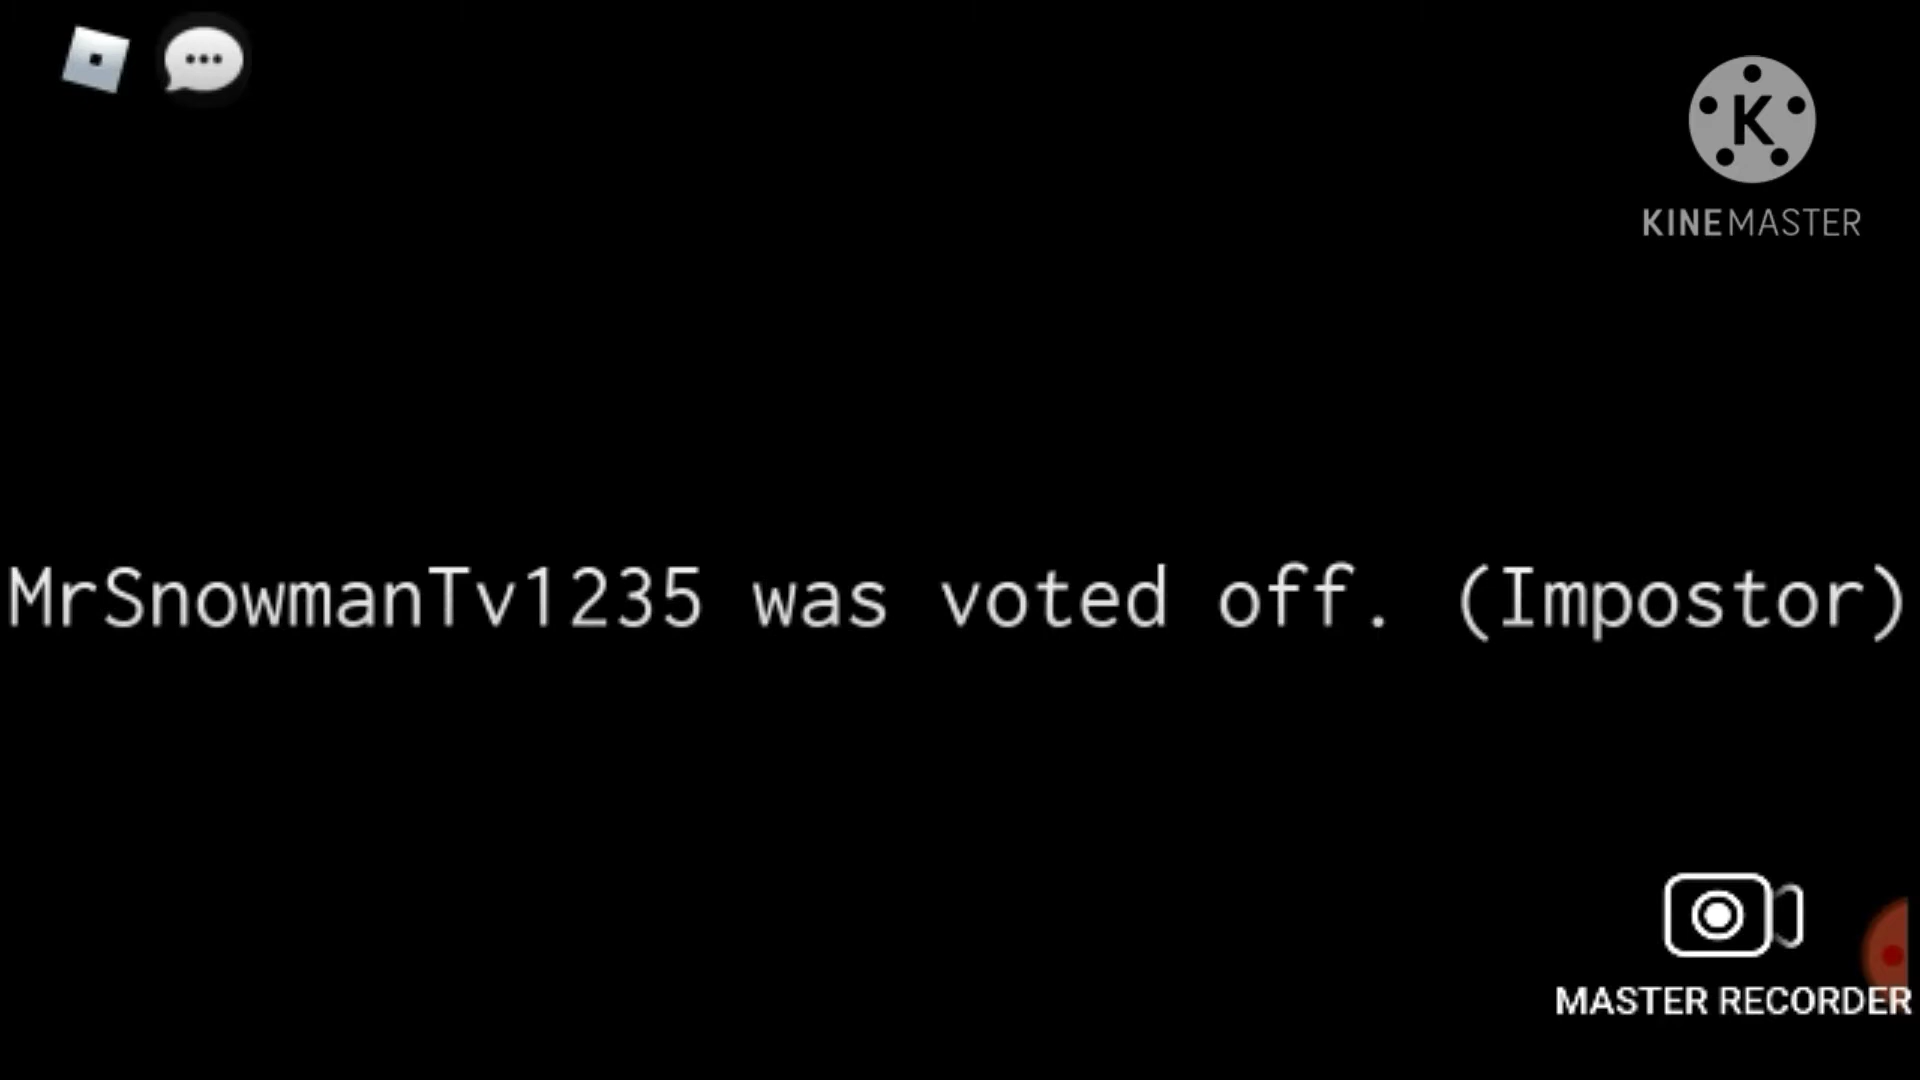 K
KINEMASTER
MrSnowmanTv1235 was voted off. (Impostor)
MASTER RECORDER